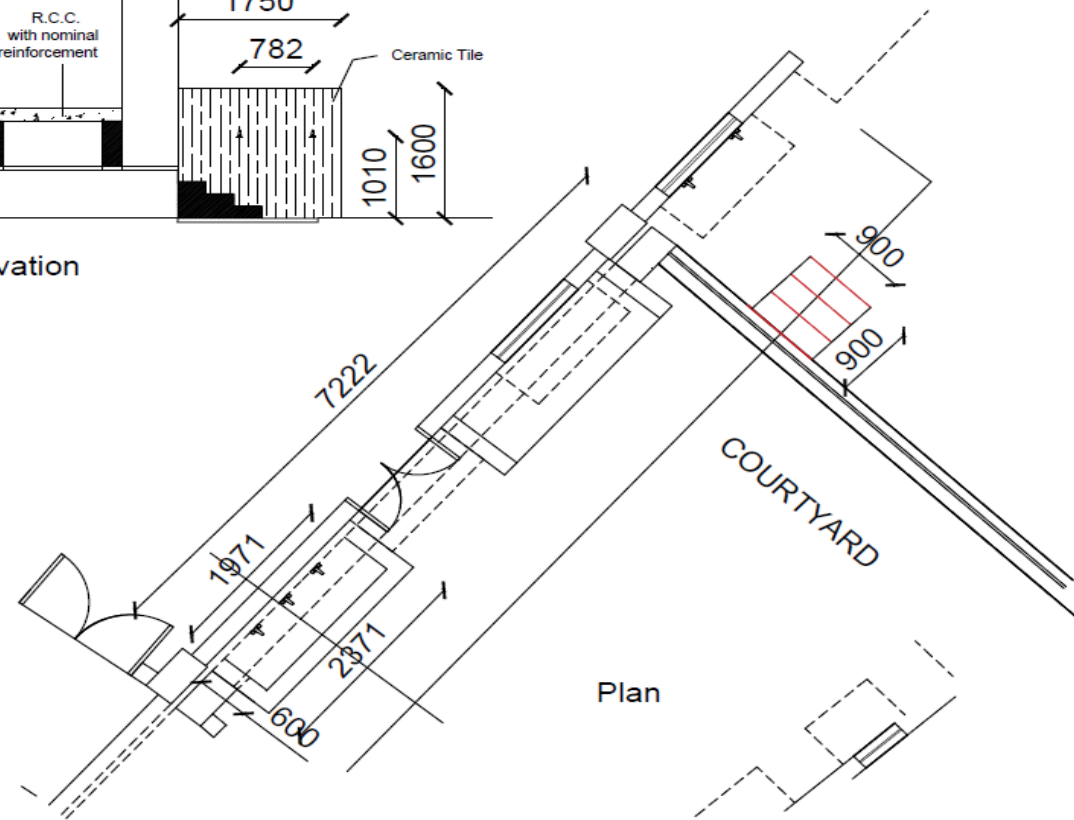 1750
R.C.C.
with nominal
reinforcement
782
Ceramic Tile
1010
1600
vation
900
900
7222
COURTYARD
1971
2371
600
Plan